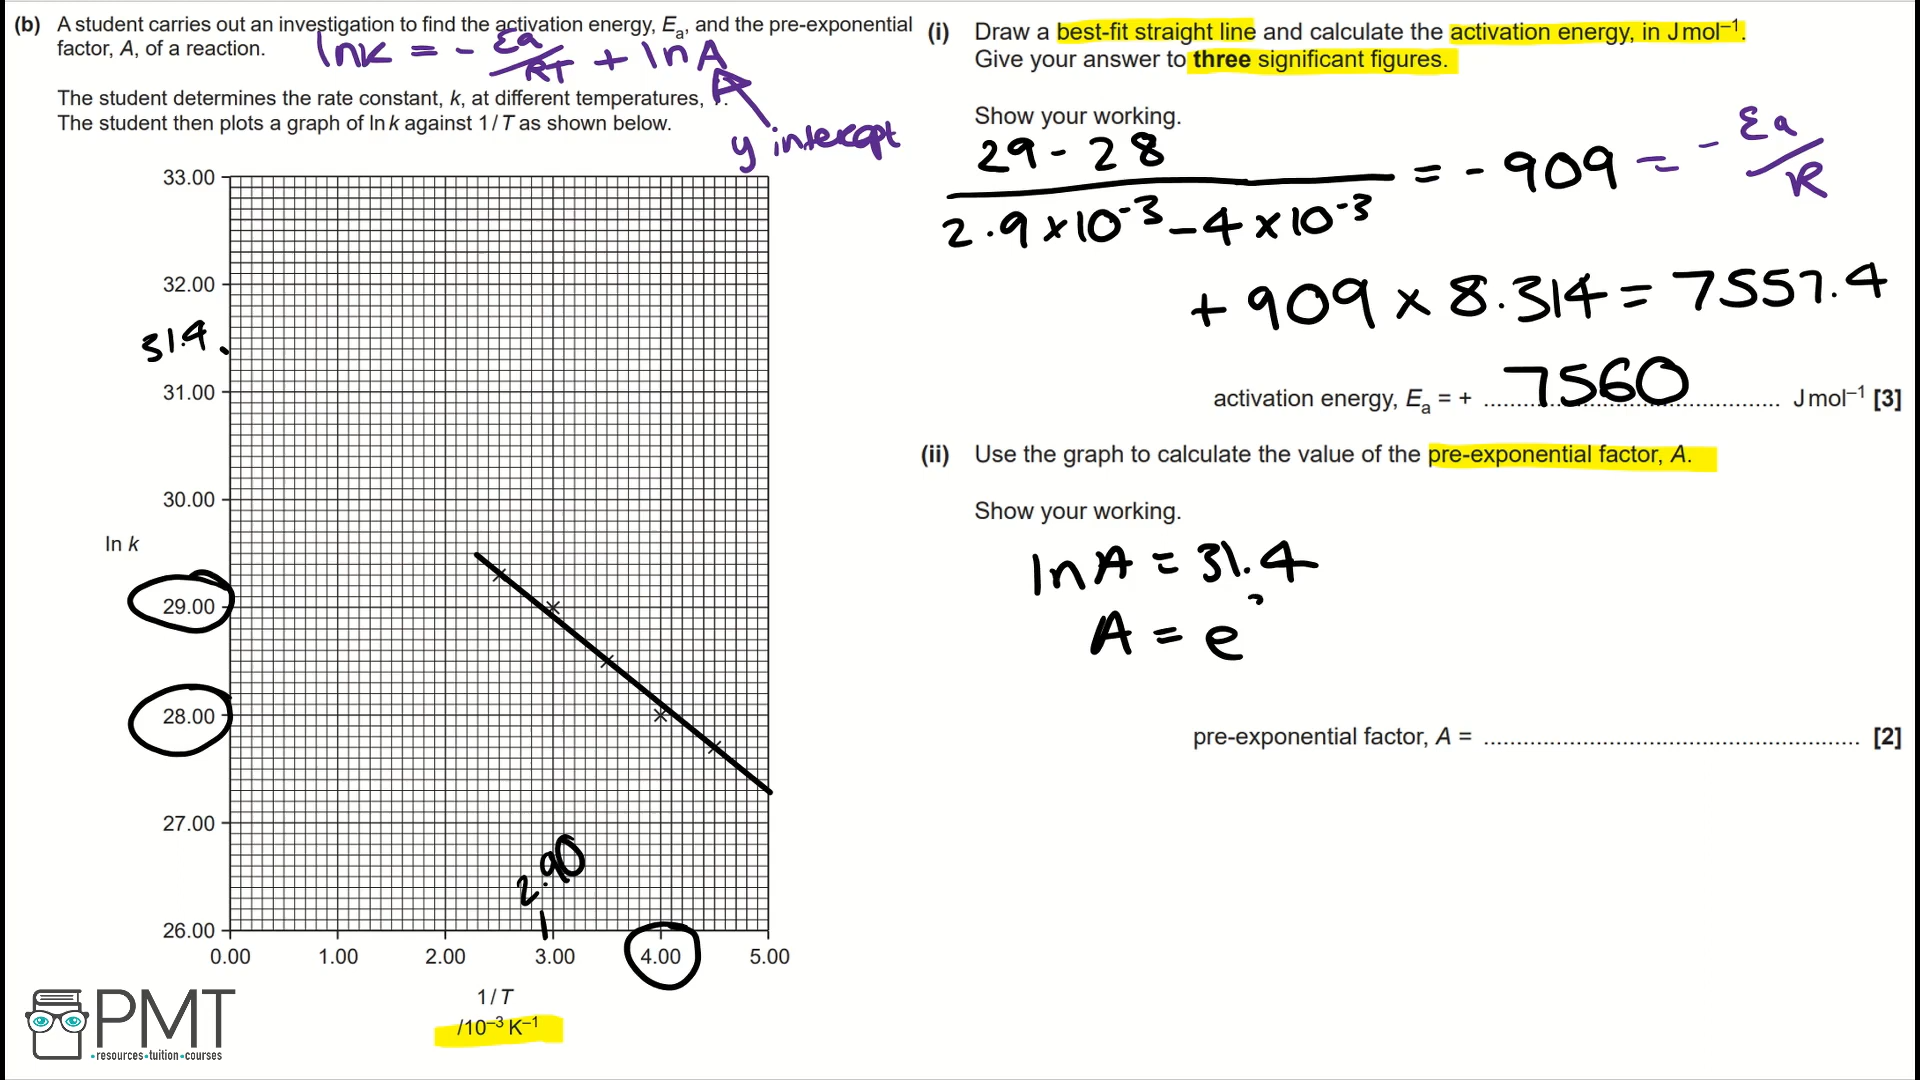 (b) A student carries out an investigation to find the activation energy, Ea, and the pre-exponential
factor, A, of a reaction.
lnk = - Ea/RT + ln A
The student determines the rate constant, k, at different temperatures,
The student then plots a graph of ln k against 1/T as shown below.
y intercept
33.00
32.00
31.4
31.00
30.00
ln k
29.00
28.00
27.00
2.90
26.00
0.00 1.00 2.00 3.00 4.00 5.00
1/T
/10⁻³ K⁻¹
PMT
•resources•tuition•courses
(i) Draw a best-fit straight line and calculate the activation energy, in J mol⁻¹.
Give your answer to three significant figures.
Show your working.
29 - 28
= - 909 = - Ea/R
2.9 × 10⁻³ - 4 × 10⁻³
+ 909 × 8.314 = 7557.4
7560
activation energy, Ea = + ........................................ J mol⁻¹ [3]
(ii) Use the graph to calculate the value of the pre-exponential factor, A.
Show your working.
ln A = 31.4
A = e
pre-exponential factor, A = ........................................ [2]